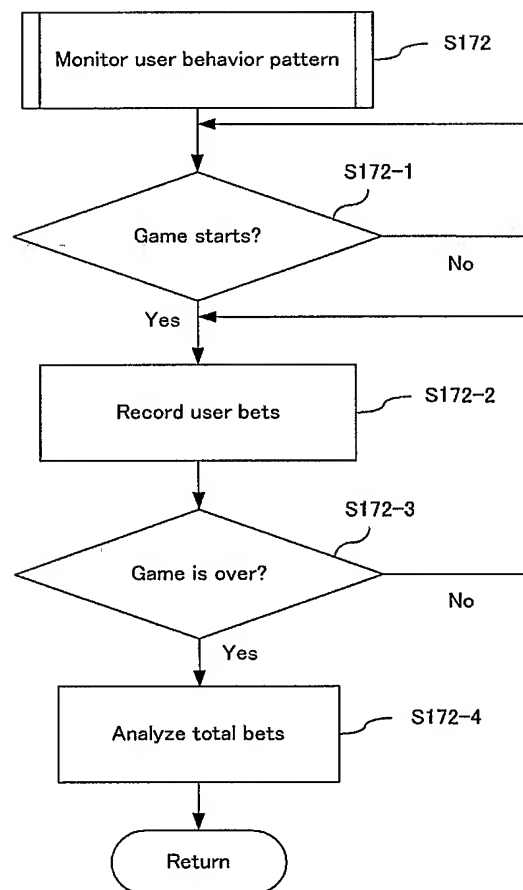 Monitor user behavior pattern
S172
S172-1
Game starts?
No
Yes
Record user bets
S172-2
S172-3
Game is over?
No
Yes
Analyze total bets
S172-4
Return